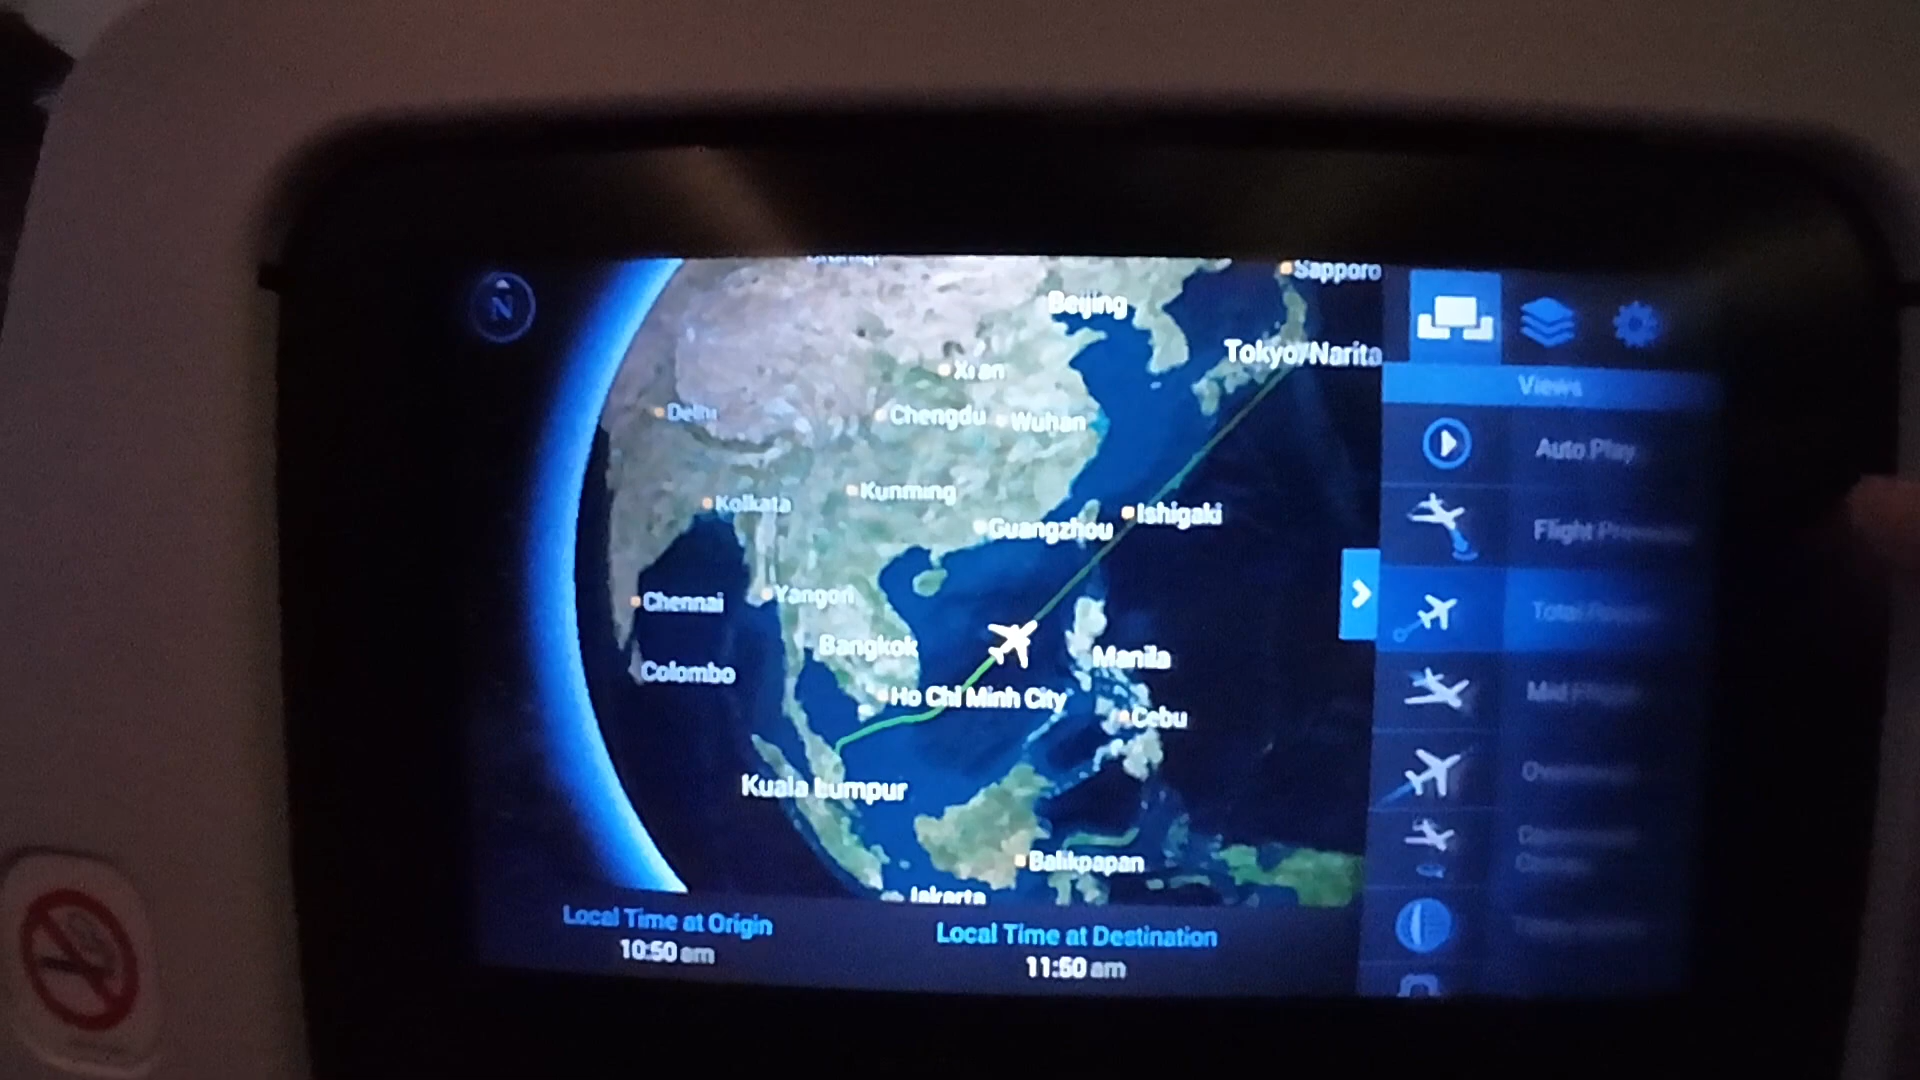 N
Sapporo
Beijing
Tokyo/Narita
Xi an
Delhi
Chengdu
Wuhan
Kunming
Kolkata
Guangzhou
Ishigaki
Chennai
Yangon
Bangkok
Manila
Colombo
Ho Chi Minh City
Cebu
Kuala Lumpur
Balikpapan
Jakarta
Local Time at Origin
10:50 am
Local Time at Destination
11:50 am
Views
Auto Play
Flight
Total